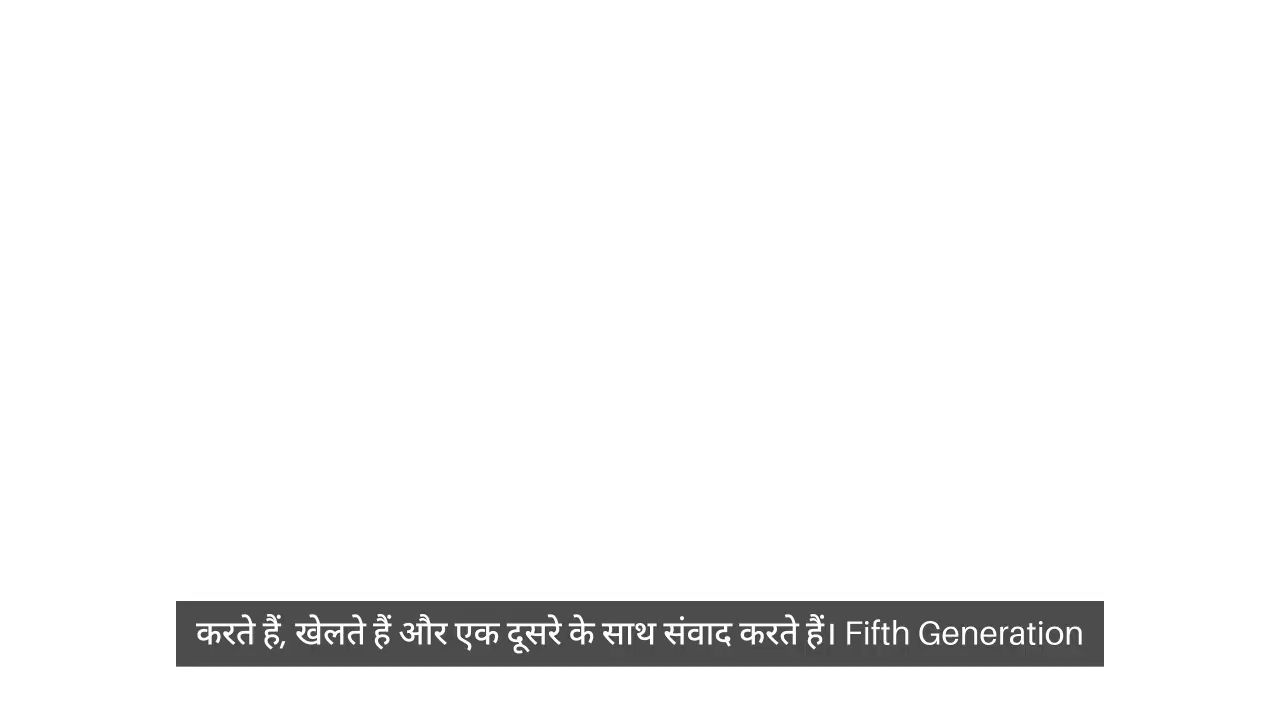 करते हैं, खेलते हैं और एक दूसरे के साथ संवाद करते हैं। Fifth Generation